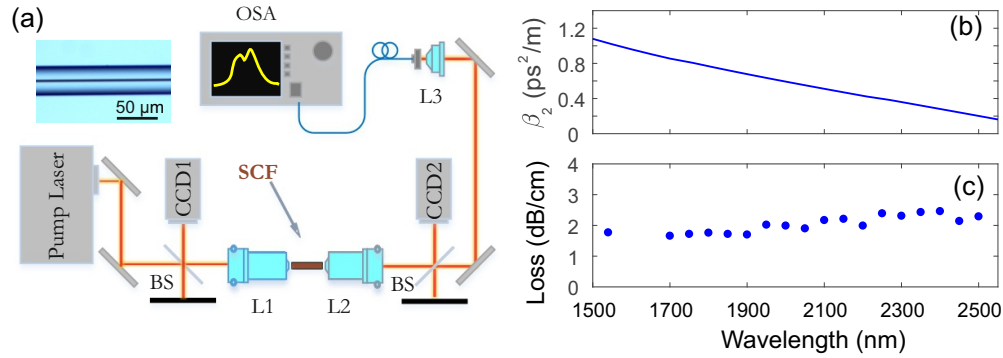 (a)
OSA
50 μm
L3
Pump Laser
CCD1
SCF
CCD2
BS
L1
L2
BS
(b)
β₂ (ps²/m)
1.2
0.8
0.4
0
(c)
Loss (dB/cm)
4
3
2
1
0
1500 1700 1900 2100 2300 2500
Wavelength (nm)